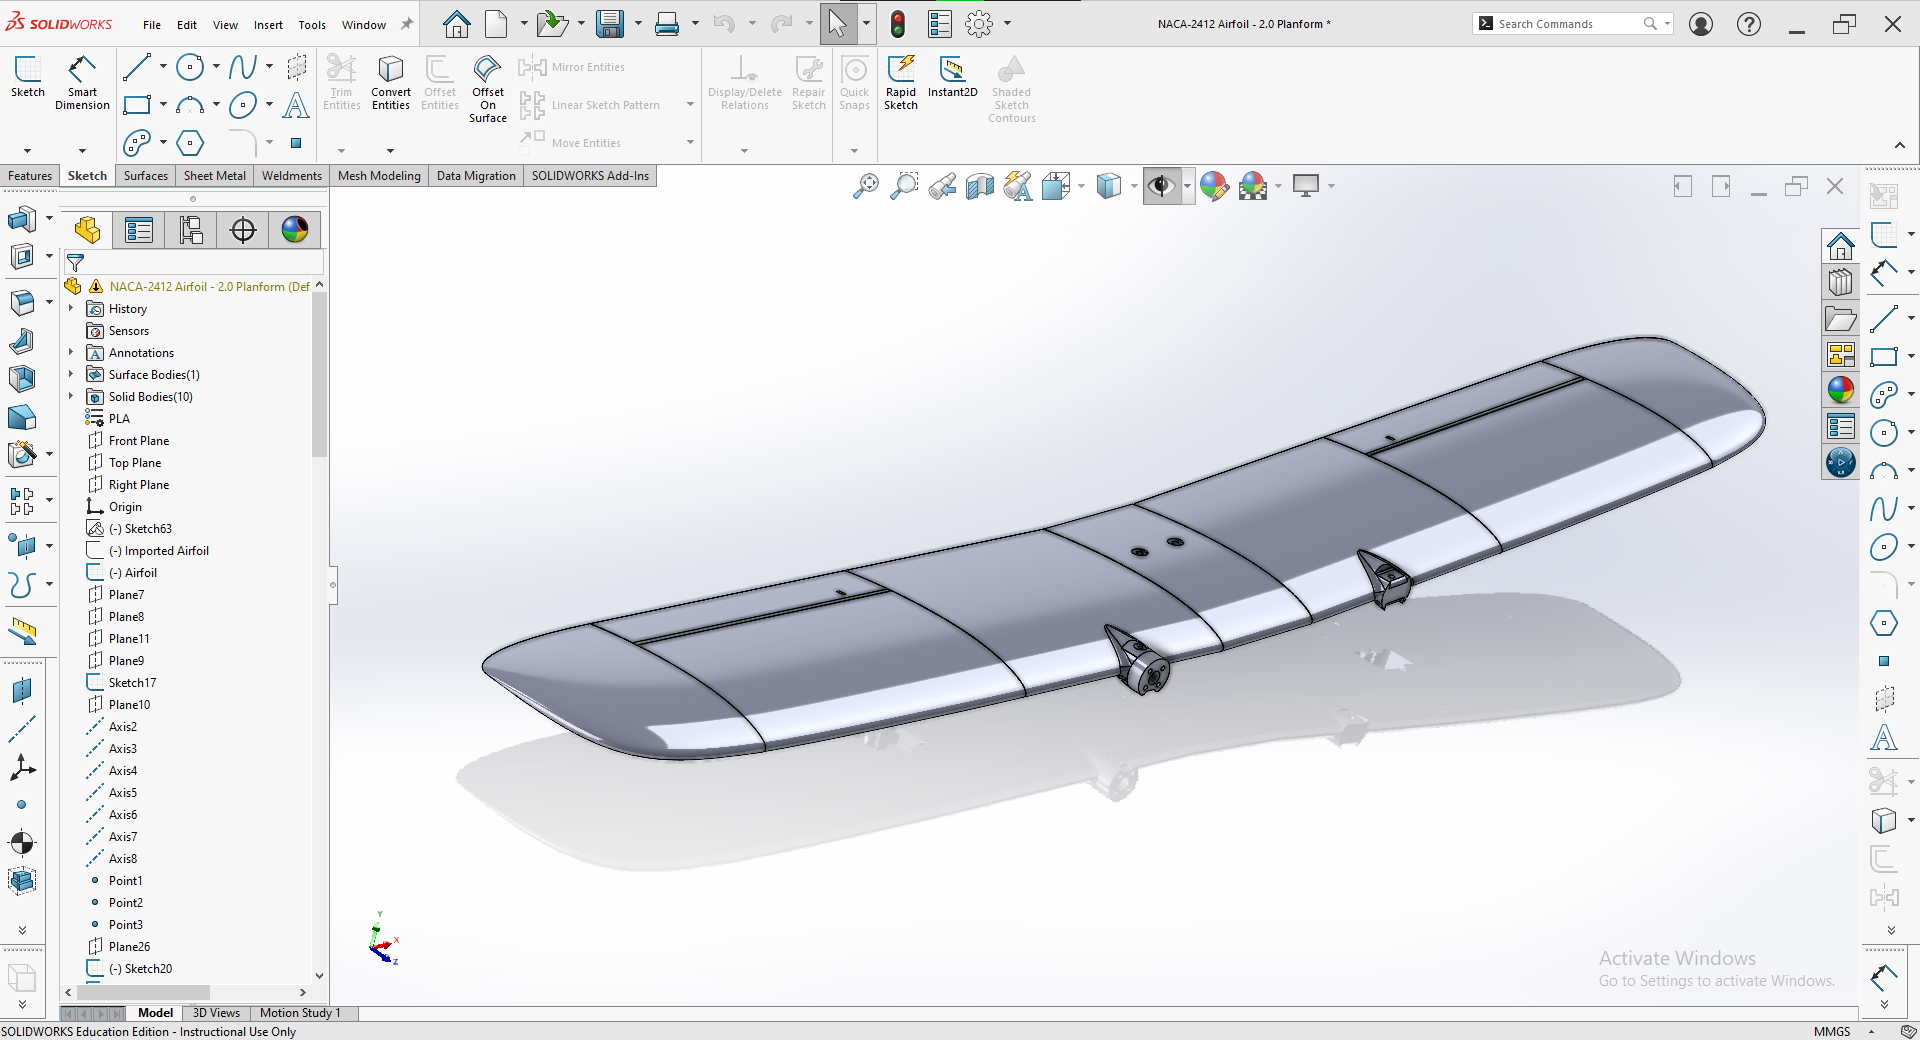 SOLIDWORKS
File Edit View Insert Tools Window
NACA-2412 Airfoil - 2.0 Planform *
Search Commands
Sketch
Smart Dimension
Trim Entities
Convert Entities
Offset Entities
Offset On Surface
Mirror Entities
Linear Sketch Pattern
Move Entities
Display/Delete Relations
Repair Sketch
Quick Snaps
Rapid Sketch
Instant2D
Shaded Sketch Contours
Features Sketch Surfaces Sheet Metal Weldments Mesh Modeling Data Migration SOLIDWORKS Add-Ins
NACA-2412 Airfoil - 2.0 Planform (Def
History
Sensors
Annotations
Surface Bodies(1)
Solid Bodies(10)
PLA
Front Plane
Top Plane
Right Plane
Origin
(-) Sketch63
(-) Imported Airfoil
(-) Airfoil
Plane7
Plane8
Plane11
Plane9
Sketch17
Plane10
Axis2
Axis3
Axis4
Axis5
Axis6
Axis7
Axis8
Point1
Point2
Point3
Plane26
(-) Sketch20
Y
X
Z
Activate Windows
Go to Settings to activate Windows.
Model 3D Views Motion Study 1
SOLIDWORKS Education Edition - Instructional Use Only
MMGS